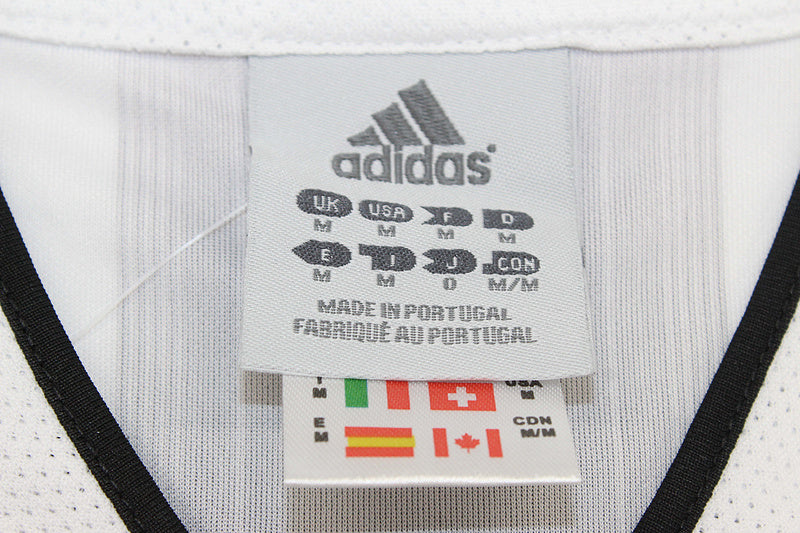 adidas
UK USA F D
M M M M
E I J CDN
M M O M/M
MADE IN PORTUGAL
FABRIQUÉ AU PORTUGAL
M USA M
E M CDN M/M